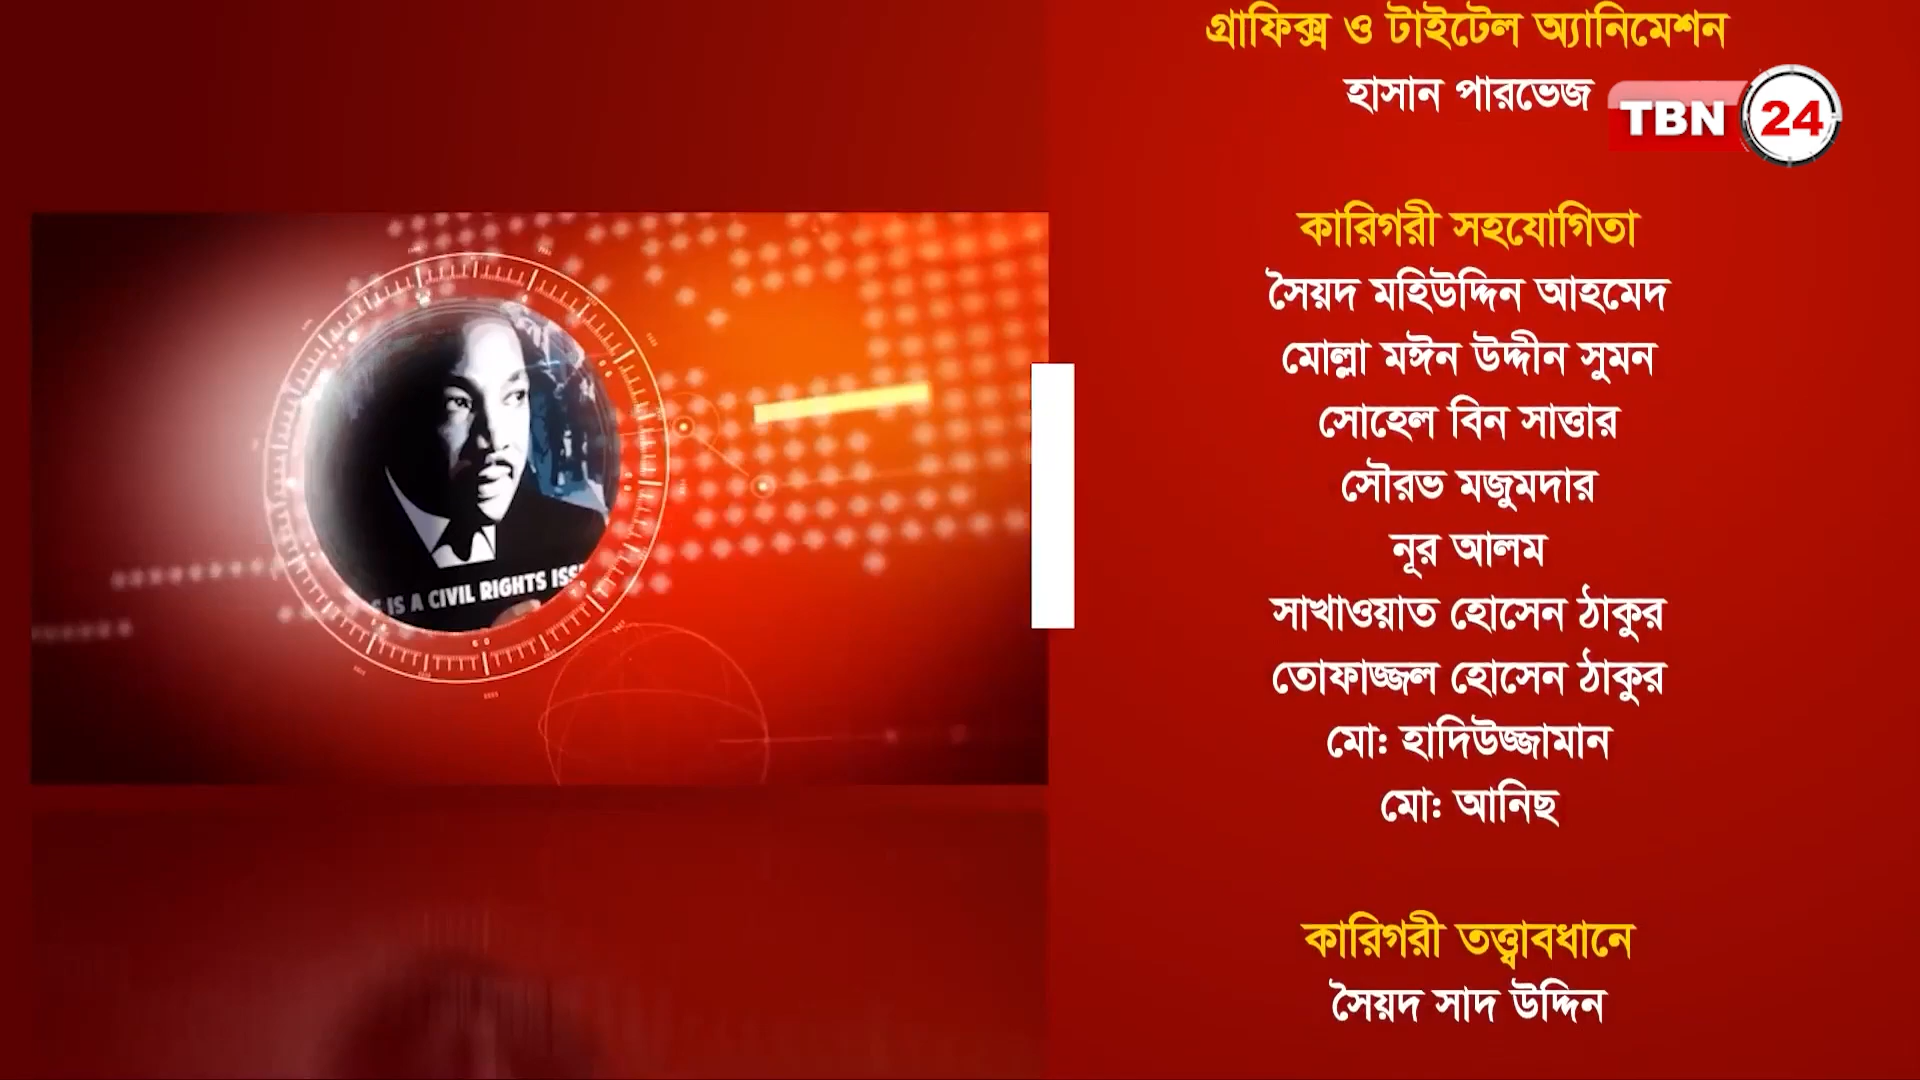 গ্রাফিক্স ও টাইটেল অ্যানিমেশন
হাসান পারভেজ
TBN 24
কারিগরী সহযোগিতা
সৈয়দ মহিউদ্দিন আহমেদ
মোল্লা মঈন উদ্দীন সুমন
সোহেল বিন সাত্তার
সৌরভ মজুমদার
নূর আলম
সাখাওয়াত হোসেন ঠাকুর
তোফাজ্জল হোসেন ঠাকুর
মো: হাদিউজ্জামান
মো: আনিছ
কারিগরী তত্ত্বাবধানে
সৈয়দ সাদ উদ্দিন
IS A CIVIL RIGHTS